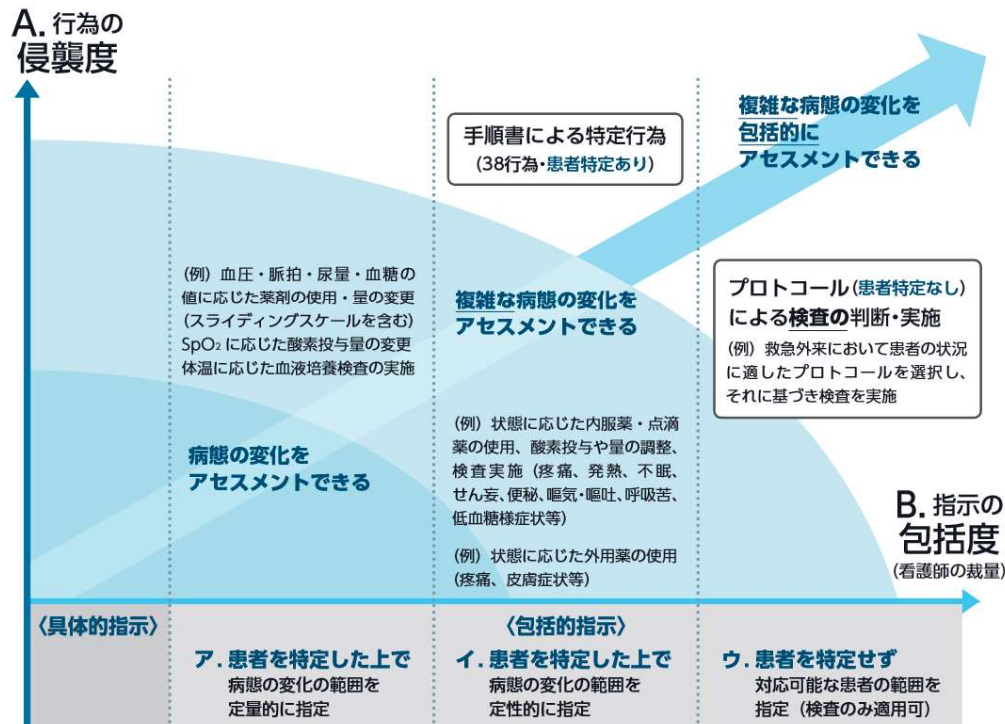 A. 行為の
侵襲度
複雑な病態の変化を
包括的に
アセスメントできる
手順書による特定行為
(38行為・患者特定あり)
(例) 血圧・脈拍・尿量・血糖の
値に応じた薬剤の使用・量の変更
(スライディングスケールを含む)
SpO₂ に応じた酸素投与量の変更
体温に応じた血液培養検査の実施
複雑な病態の変化を
アセスメントできる
プロトコール(患者特定なし)
による検査の判断・実施
(例) 救急外来において患者の状況
に適したプロトコールを選択し、
それに基づき検査を実施
病態の変化を
アセスメントできる
(例) 状態に応じた内服薬・点滴
薬の使用、酸素投与や量の調整、
検査実施 (疼痛、発熱、不眠、
せん妄、便秘、嘔気・嘔吐、呼吸苦、
低血糖様症状等)
(例) 状態に応じた外用薬の使用
(疼痛、皮膚症状等)
B. 指示の
包括度
(看護師の裁量)
〈具体的指示〉
〈包括的指示〉
ア. 患者を特定した上で
病態の変化の範囲を
定量的に指定
イ. 患者を特定した上で
病態の変化の範囲を
定性的に指定
ウ. 患者を特定せず
対応可能な患者の範囲を
指定 (検査のみ適用可)